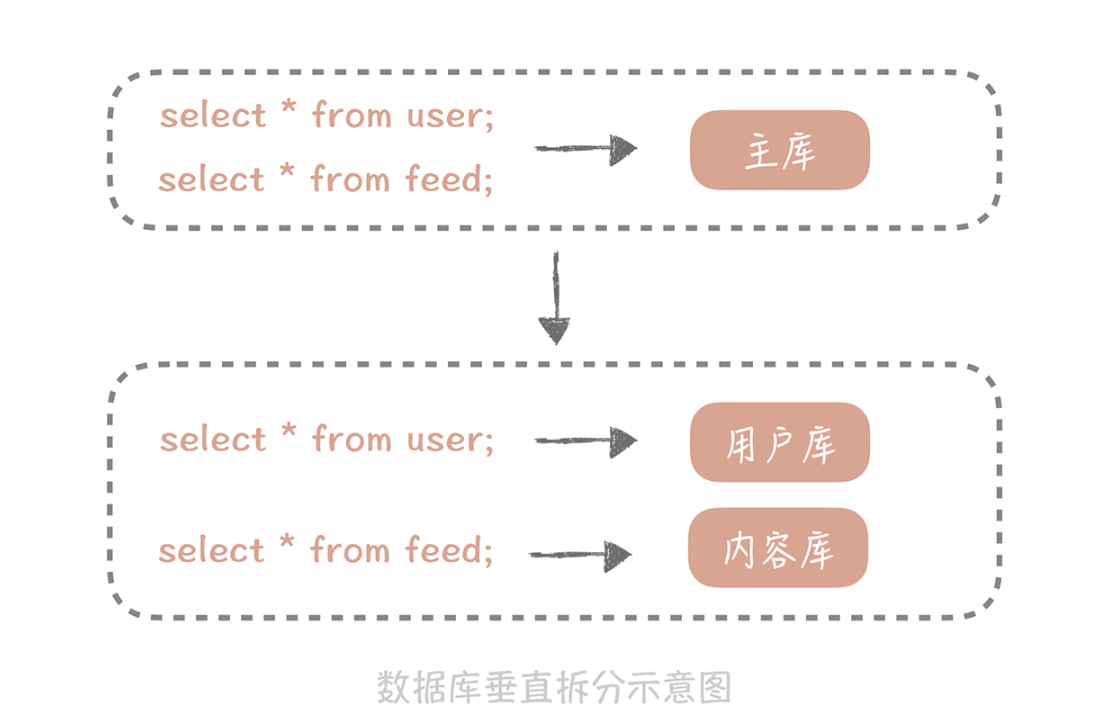 select * from user;
主库
select * from feed;
select * from user;
用户库
select * from feed;
内容库
数据库垂直拆分示意图